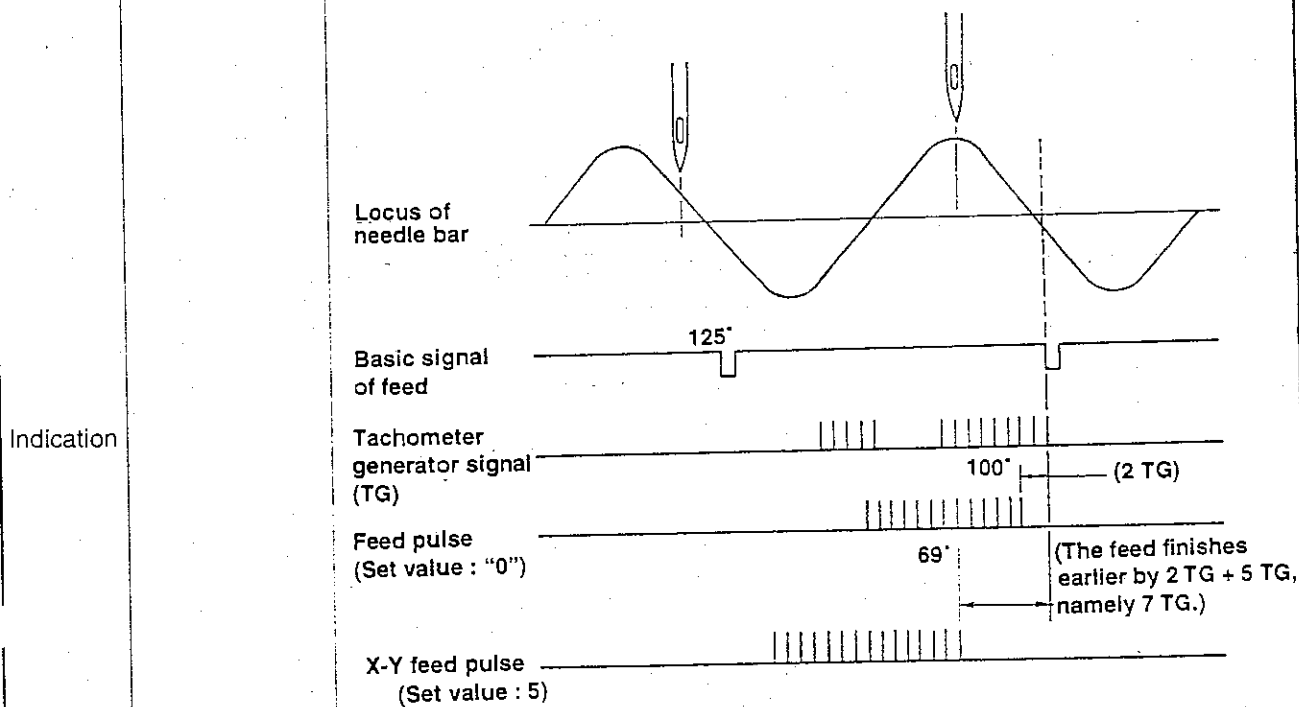 Locus of
needle bar
125°
Basic signal
of feed
Indication
Tachometer
generator signal
(TG)
100°
(2 TG)
Feed pulse
(Set value : “0”)
69°
(The feed finishes
earlier by 2 TG + 5 TG,
namely 7 TG.)
X-Y feed pulse
(Set value : 5)